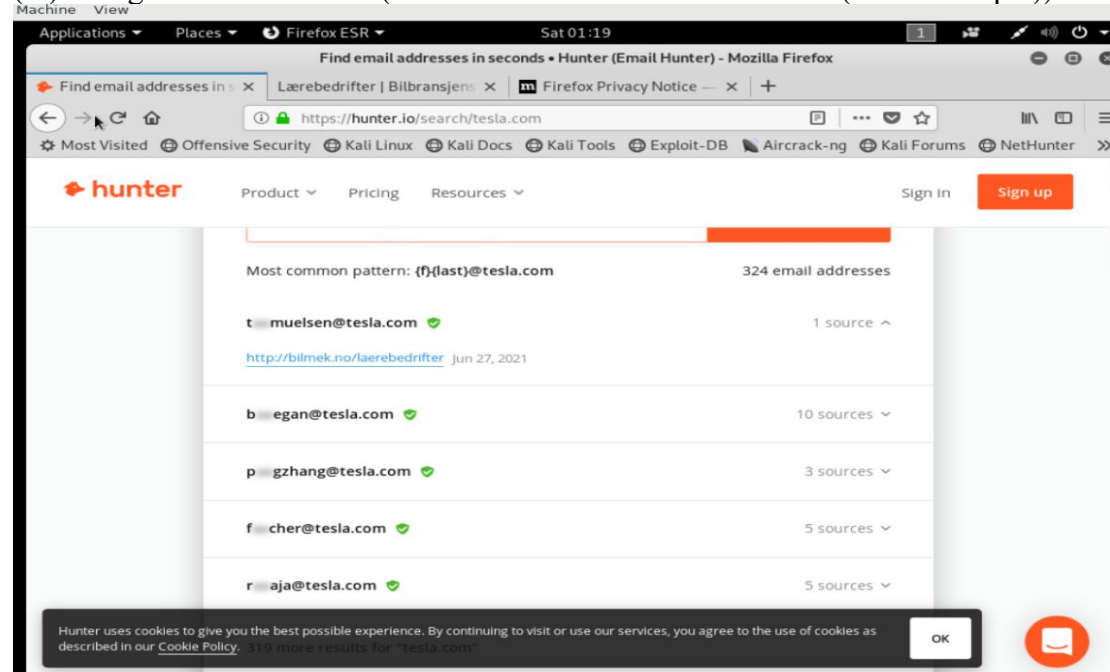 Machine View
Applications Places Firefox ESR Sat 01:19 1
Find email addresses in seconds • Hunter (Email Hunter) - Mozilla Firefox
Find email addresses in s Lærebedrifter | Bilbransjens Firefox Privacy Notice —
https://hunter.io/search/tesla.com
Most Visited Offensive Security Kali Linux Kali Docs Kali Tools Exploit-DB Aircrack-ng Kali Forums NetHunter
hunter Product Pricing Resources Sign in Sign up
Most common pattern: {f}{last}@tesla.com 324 email addresses
t muelsen@tesla.com 1 source
http://bilmek.no/laerebedrifter Jun 27, 2021
b egan@tesla.com 10 sources
p gzhang@tesla.com 3 sources
f cher@tesla.com 5 sources
r aja@tesla.com 5 sources
Hunter uses cookies to give you the best possible experience. By continuing to visit or use our services, you agree to the use of cookies as
described in our Cookie Policy. 319 more results for "tesla.com"
OK